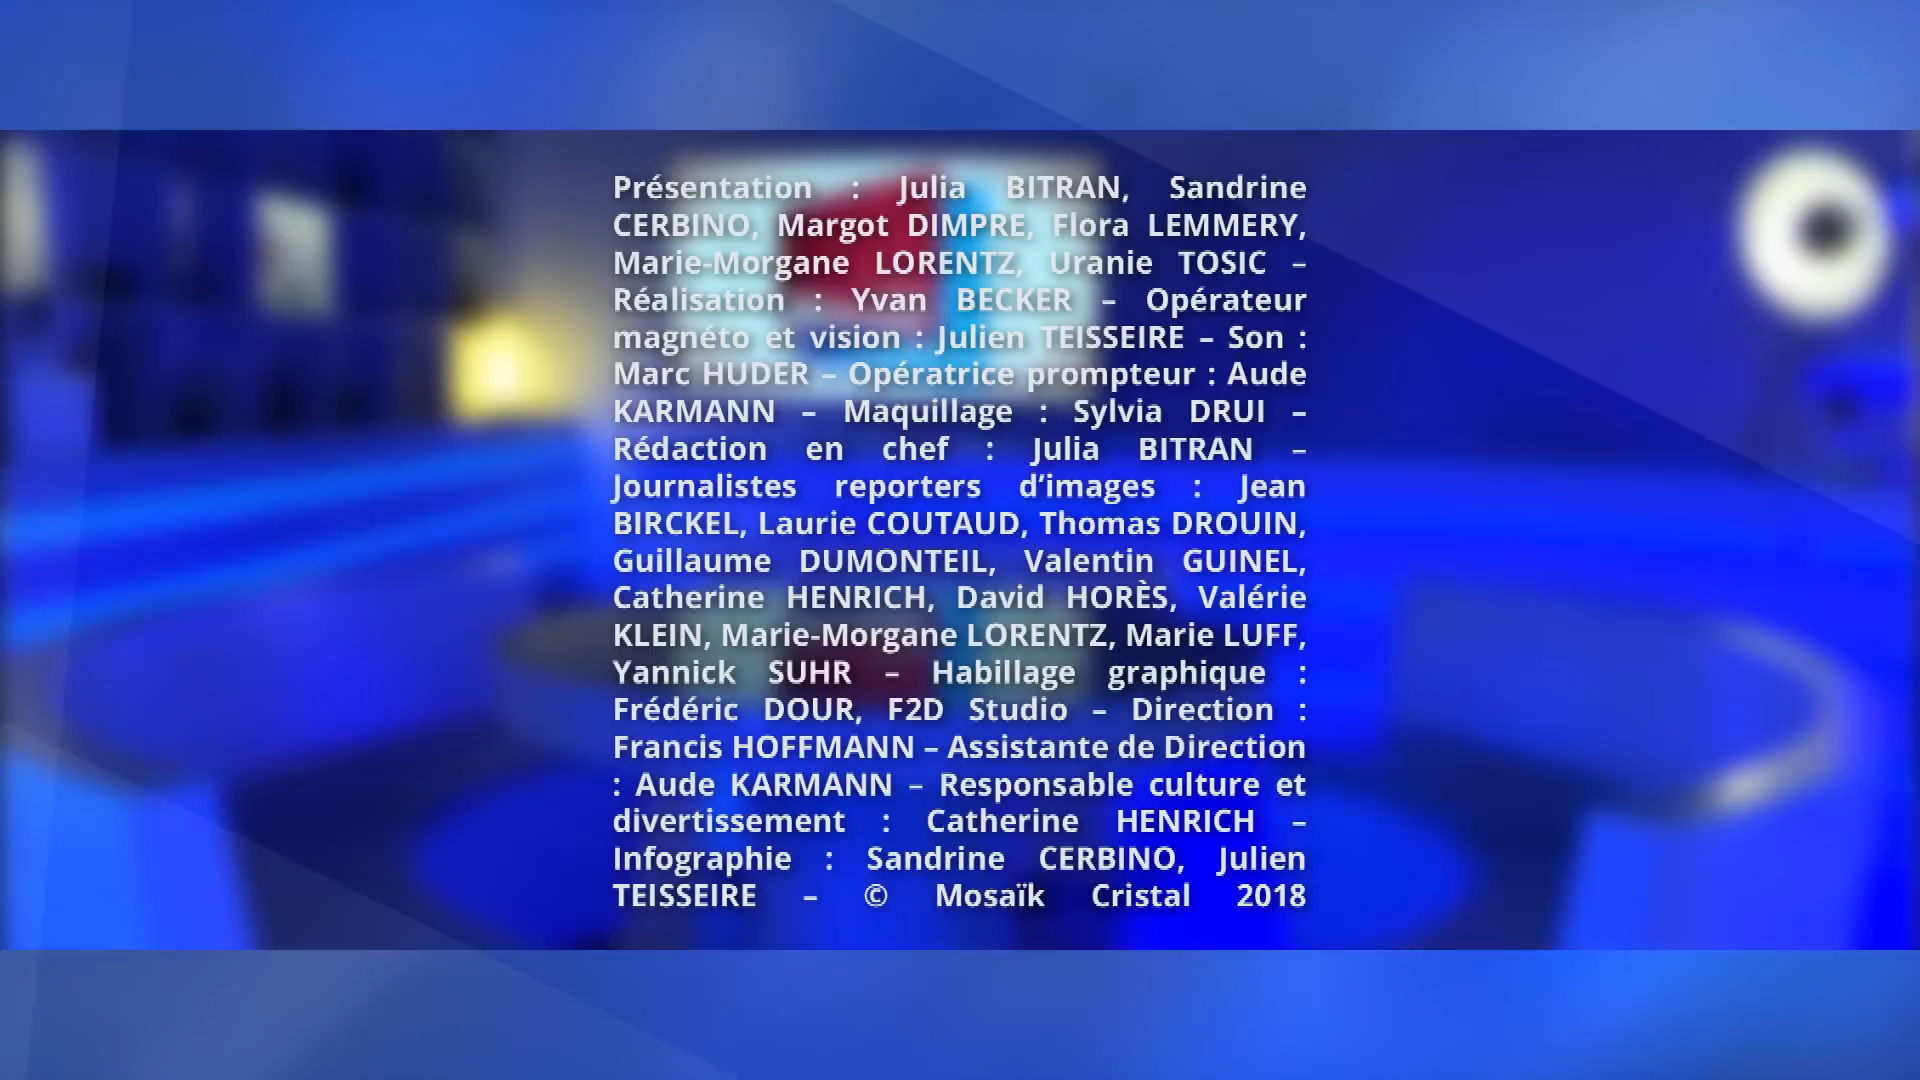 Présentation : Julia BITRAN, Sandrine
CERBINO, Margot DIMPRE, Flora LEMMERY,
Marie-Morgane LORENTZ, Uranie TOSIC –
Réalisation : Yvan BECKER – Opérateur
magnéto et vision : Julien TEISSEIRE – Son :
Marc HUDER – Opératrice prompteur : Aude
KARMANN – Maquillage : Sylvia DRUI –
Rédaction en chef : Julia BITRAN –
Journalistes reporters d’images : Jean
BIRCKEL, Laurie COUTAUD, Thomas DROUIN,
Guillaume DUMONTEIL, Valentin GUINEL,
Catherine HENRICH, David HORÈS, Valérie
KLEIN, Marie-Morgane LORENTZ, Marie LUFF,
Yannick SUHR – Habillage graphique :
Frédéric DOUR, F2D Studio – Direction :
Francis HOFFMANN – Assistante de Direction
: Aude KARMANN – Responsable culture et
divertissement : Catherine HENRICH –
Infographie : Sandrine CERBINO, Julien
TEISSEIRE – © Mosaïk Cristal 2018